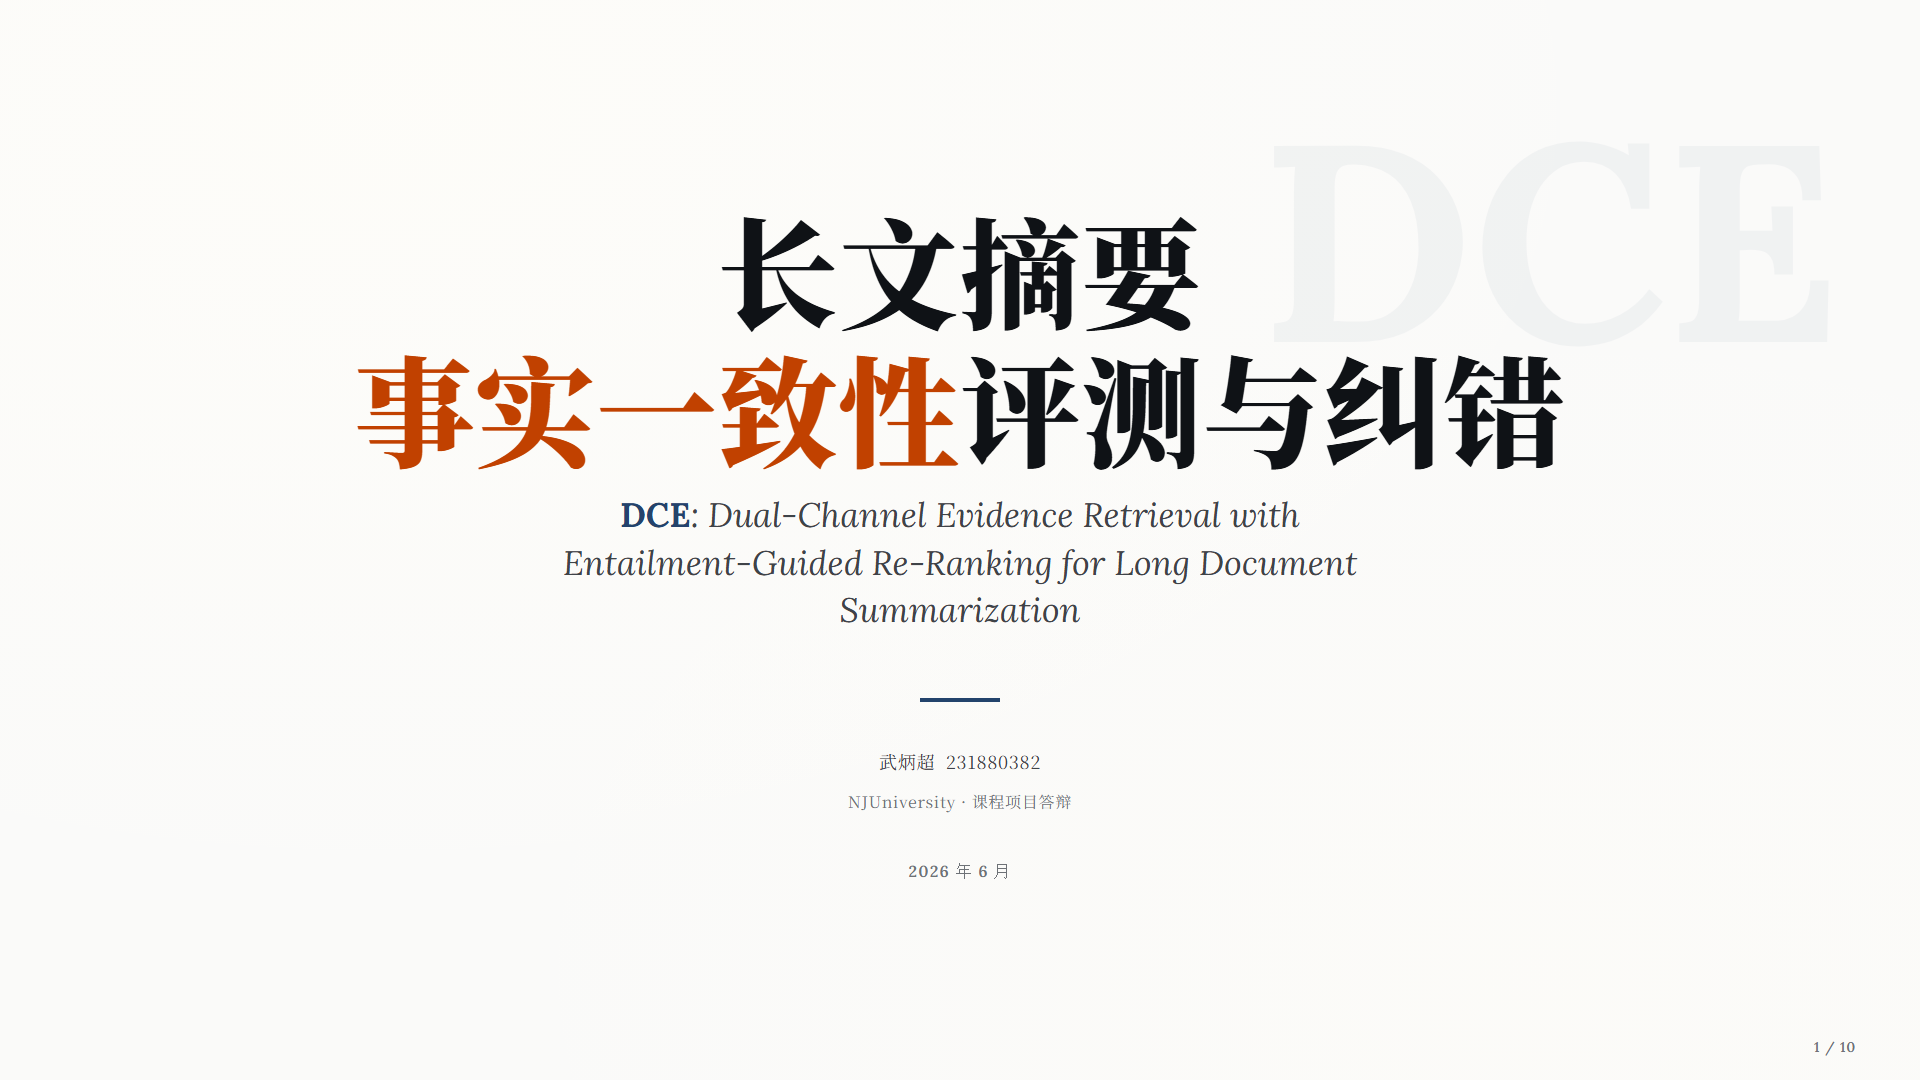 DCE
长文摘要
事实一致性评测与纠错
DCE: Dual-Channel Evidence Retrieval with
Entailment-Guided Re-Ranking for Long Document
Summarization
武炳超 231880382
NJUniversity · 课程项目答辩
2026 年 6 月
1 / 10